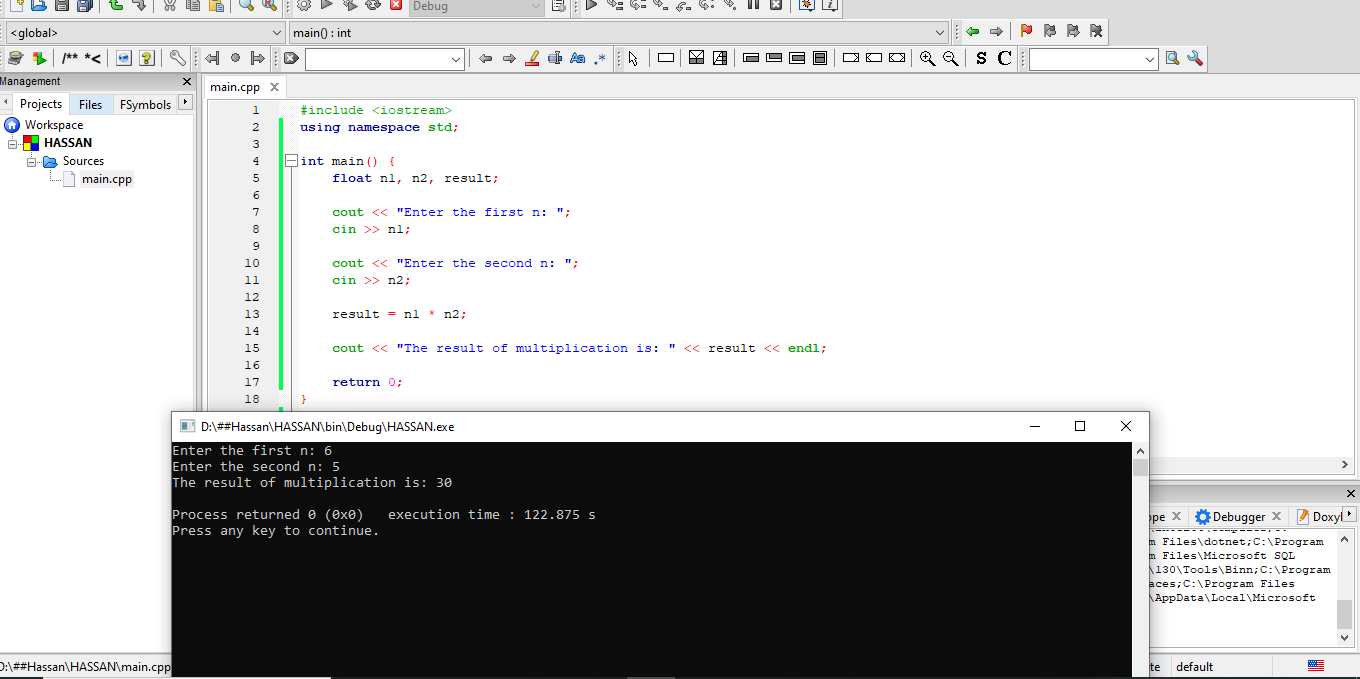 Debug
<global>
main() : int
/** *<
Aa .*
S C
Management
Projects Files FSymbols
Workspace
HASSAN
Sources
main.cpp
main.cpp
1 #include <iostream>
2 using namespace std;
3
4 int main() {
5 float n1, n2, result;
6
7 cout << "Enter the first n: ";
8 cin >> n1;
9
10 cout << "Enter the second n: ";
11 cin >> n2;
12
13 result = n1 * n2;
14
15 cout << "The result of multiplication is: " << result << endl;
16
17 return 0;
18 }
D:\##Hassan\HASSAN\bin\Debug\HASSAN.exe
Enter the first n: 6
Enter the second n: 5
The result of multiplication is: 30
Process returned 0 (0x0) execution time : 122.875 s
Press any key to continue.
ope Debugger Doxyl
m Files\dotnet;C:\Program
m Files\Microsoft SQL
\130\Tools\Binn;C:\Program
aces;C:\Program Files
\AppData\Local\Microsoft
D:\##Hassan\HASSAN\main.cpp
te default